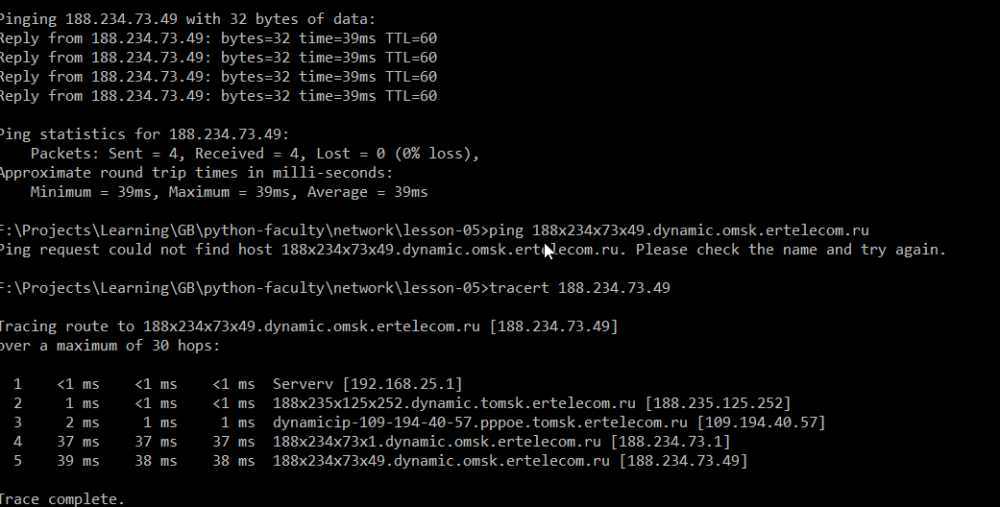 Pinging 188.234.73.49 with 32 bytes of data:
Reply from 188.234.73.49: bytes=32 time=39ms TTL=60
Reply from 188.234.73.49: bytes=32 time=39ms TTL=60
Reply from 188.234.73.49: bytes=32 time=39ms TTL=60
Reply from 188.234.73.49: bytes=32 time=39ms TTL=60
Ping statistics for 188.234.73.49:
Packets: Sent = 4, Received = 4, Lost = 0 (0% loss),
Approximate round trip times in milli-seconds:
Minimum = 39ms, Maximum = 39ms, Average = 39ms
F:\Projects\Learning\GB\python-faculty\network\lesson-05>ping 188x234x73x49.dynamic.omsk.ertelecom.ru
Ping request could not find host 188x234x73x49.dynamic.omsk.ertelecom.ru. Please check the name and try again.
F:\Projects\Learning\GB\python-faculty\network\lesson-05>tracert 188.234.73.49
Tracing route to 188x234x73x49.dynamic.omsk.ertelecom.ru [188.234.73.49]
over a maximum of 30 hops:
1 <1 ms <1 ms <1 ms Serverv [192.168.25.1]
2 1 ms <1 ms <1 ms 188x235x125x252.dynamic.tomsk.ertelecom.ru [188.235.125.252]
3 2 ms 1 ms 1 ms dynamicip-109-194-40-57.pppoe.tomsk.ertelecom.ru [109.194.40.57]
4 37 ms 37 ms 37 ms 188x234x73x1.dynamic.omsk.ertelecom.ru [188.234.73.1]
5 39 ms 38 ms 38 ms 188x234x73x49.dynamic.omsk.ertelecom.ru [188.234.73.49]
Trace complete.